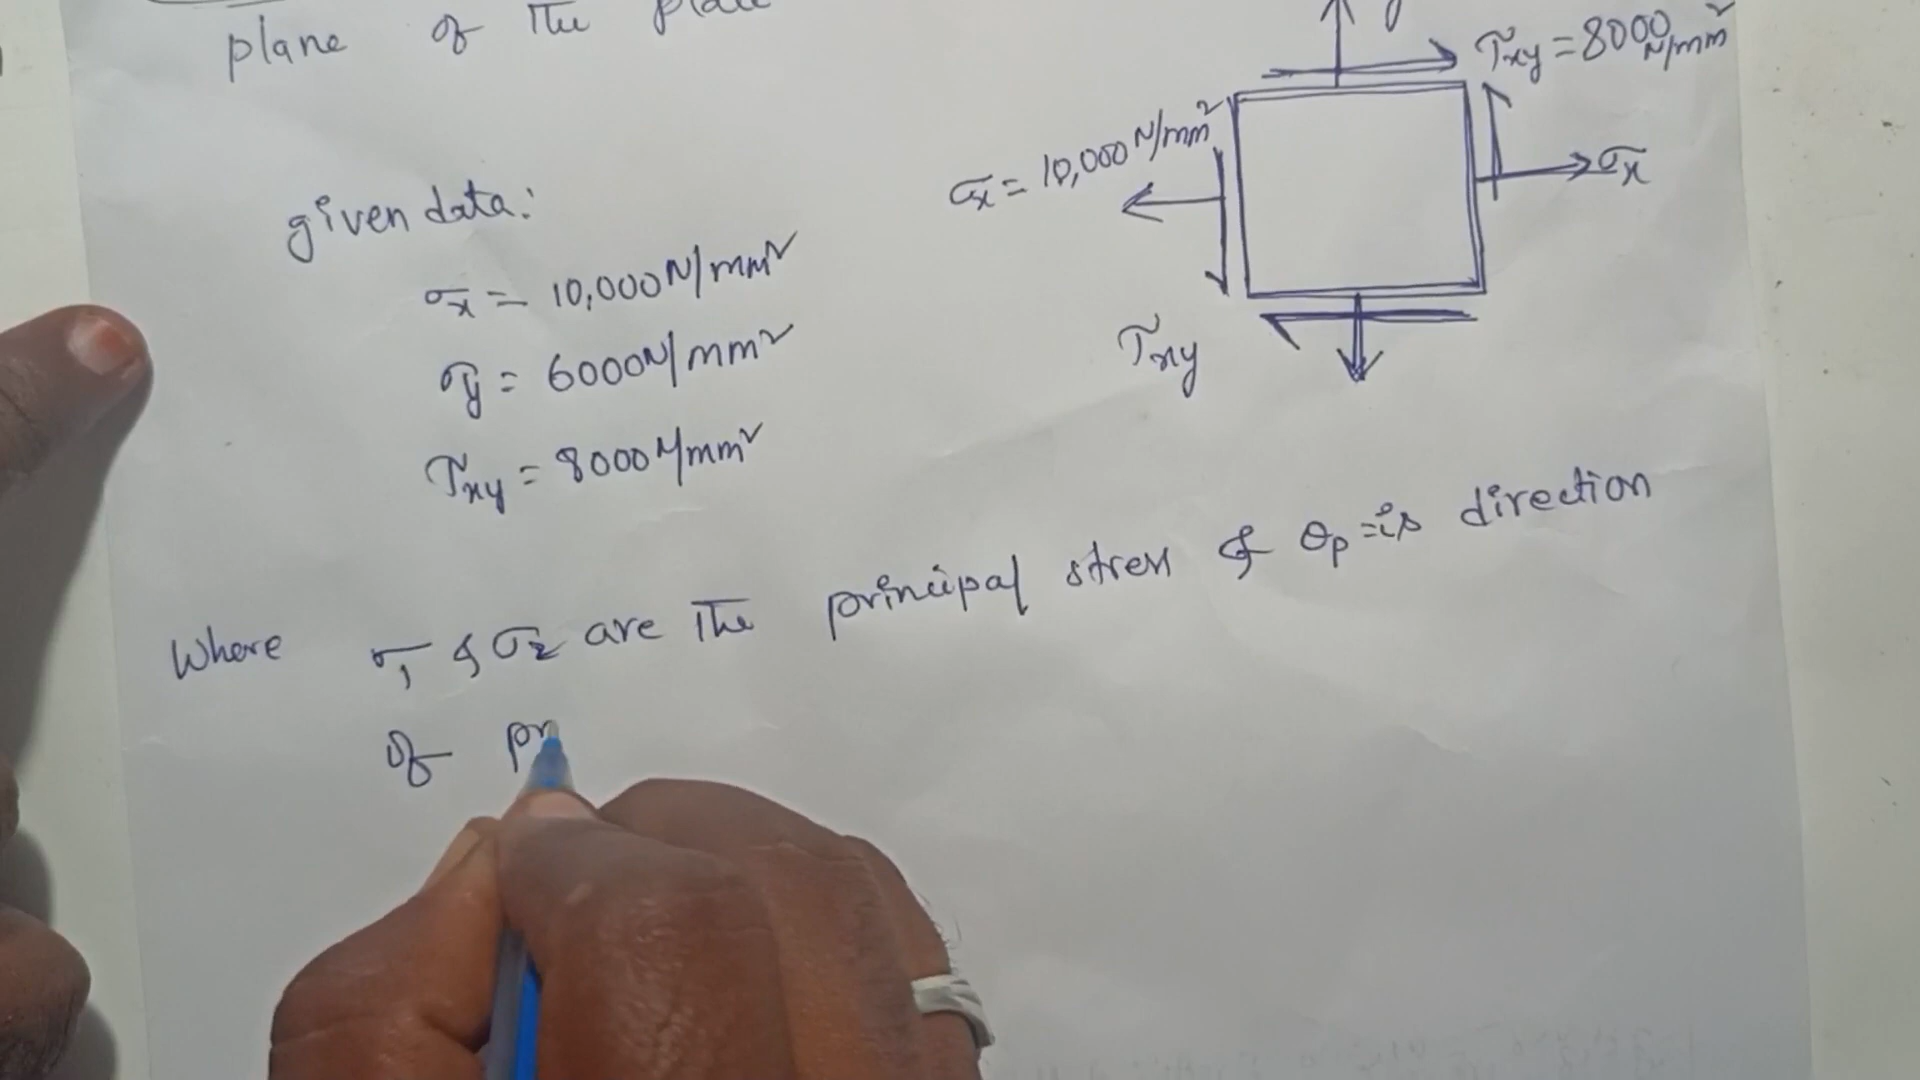 plane of The plate
τxy = 8000 N/mm²
σx = 10,000 N/mm²
σx
given data:
σx = 10,000 N/mm²
σy = 6000 N/mm²
τxy
τxy = 8000 N/mm²
Where σ1 & σ2 are The principal stress & θp = is direction
of pr